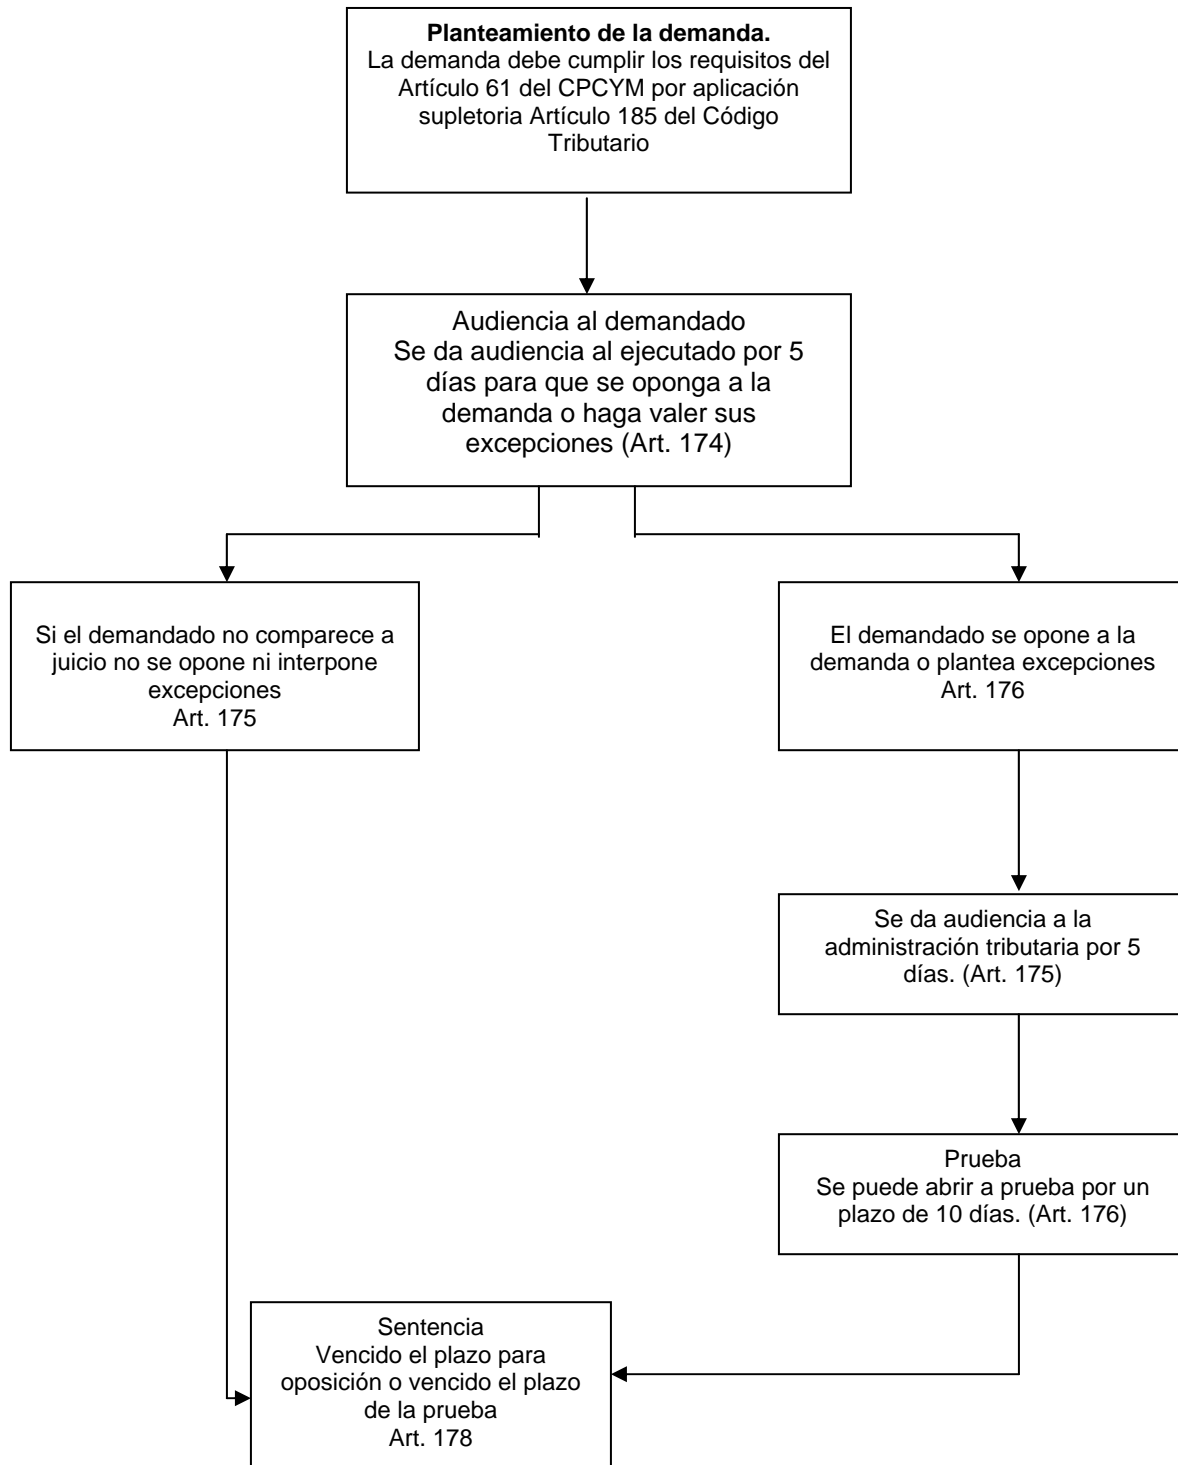 Planteamiento de la demanda.
La demanda debe cumplir los requisitos del
Artículo 61 del CPCYM por aplicación
supletoria Artículo 185 del Código
Tributario
Audiencia al demandado
Se da audiencia al ejecutado por 5
días para que se oponga a la
demanda o haga valer sus
excepciones (Art. 174)
Si el demandado no comparece a
juicio no se opone ni interpone
excepciones
Art. 175
El demandado se opone a la
demanda o plantea excepciones
Art. 176
Se da audiencia a la
administración tributaria por 5
días. (Art. 175)
Prueba
Se puede abrir a prueba por un
plazo de 10 días. (Art. 176)
Sentencia
Vencido el plazo para
oposición o vencido el plazo
de la prueba
Art. 178